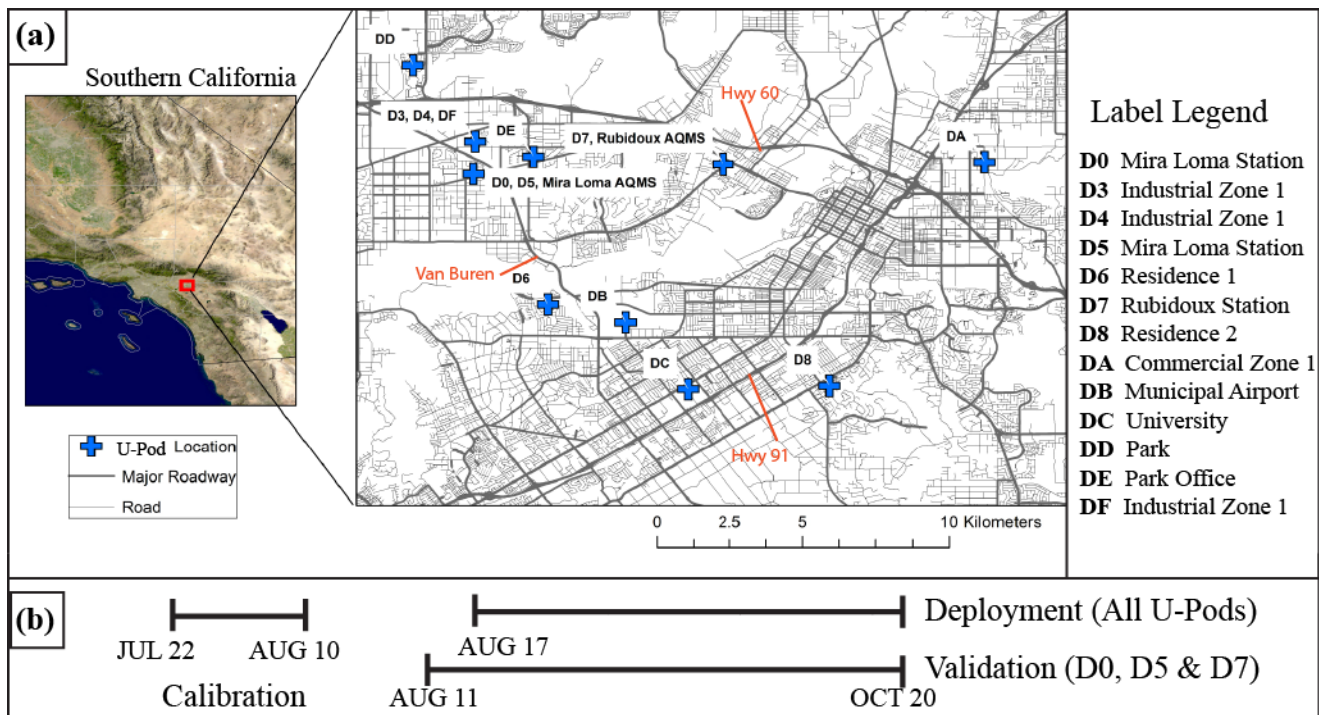 (a)
Southern California
U-Pod Location
Major Roadway
Road
DD
D3, D4, DF
DE
D7, Rubidoux AQMS
D0, D5, Mira Loma AQMS
Hwy 60
DA
Van Buren
D6
DB
DC
D8
Hwy 91
0 2.5 5 10 Kilometers
Label Legend
D0 Mira Loma Station
D3 Industrial Zone 1
D4 Industrial Zone 1
D5 Mira Loma Station
D6 Residence 1
D7 Rubidoux Station
D8 Residence 2
DA Commercial Zone 1
DB Municipal Airport
DC University
DD Park
DE Park Office
DF Industrial Zone 1
(b)
JUL 22 AUG 10
Calibration
AUG 17
Deployment (All U-Pods)
AUG 11 OCT 20
Validation (D0, D5 & D7)